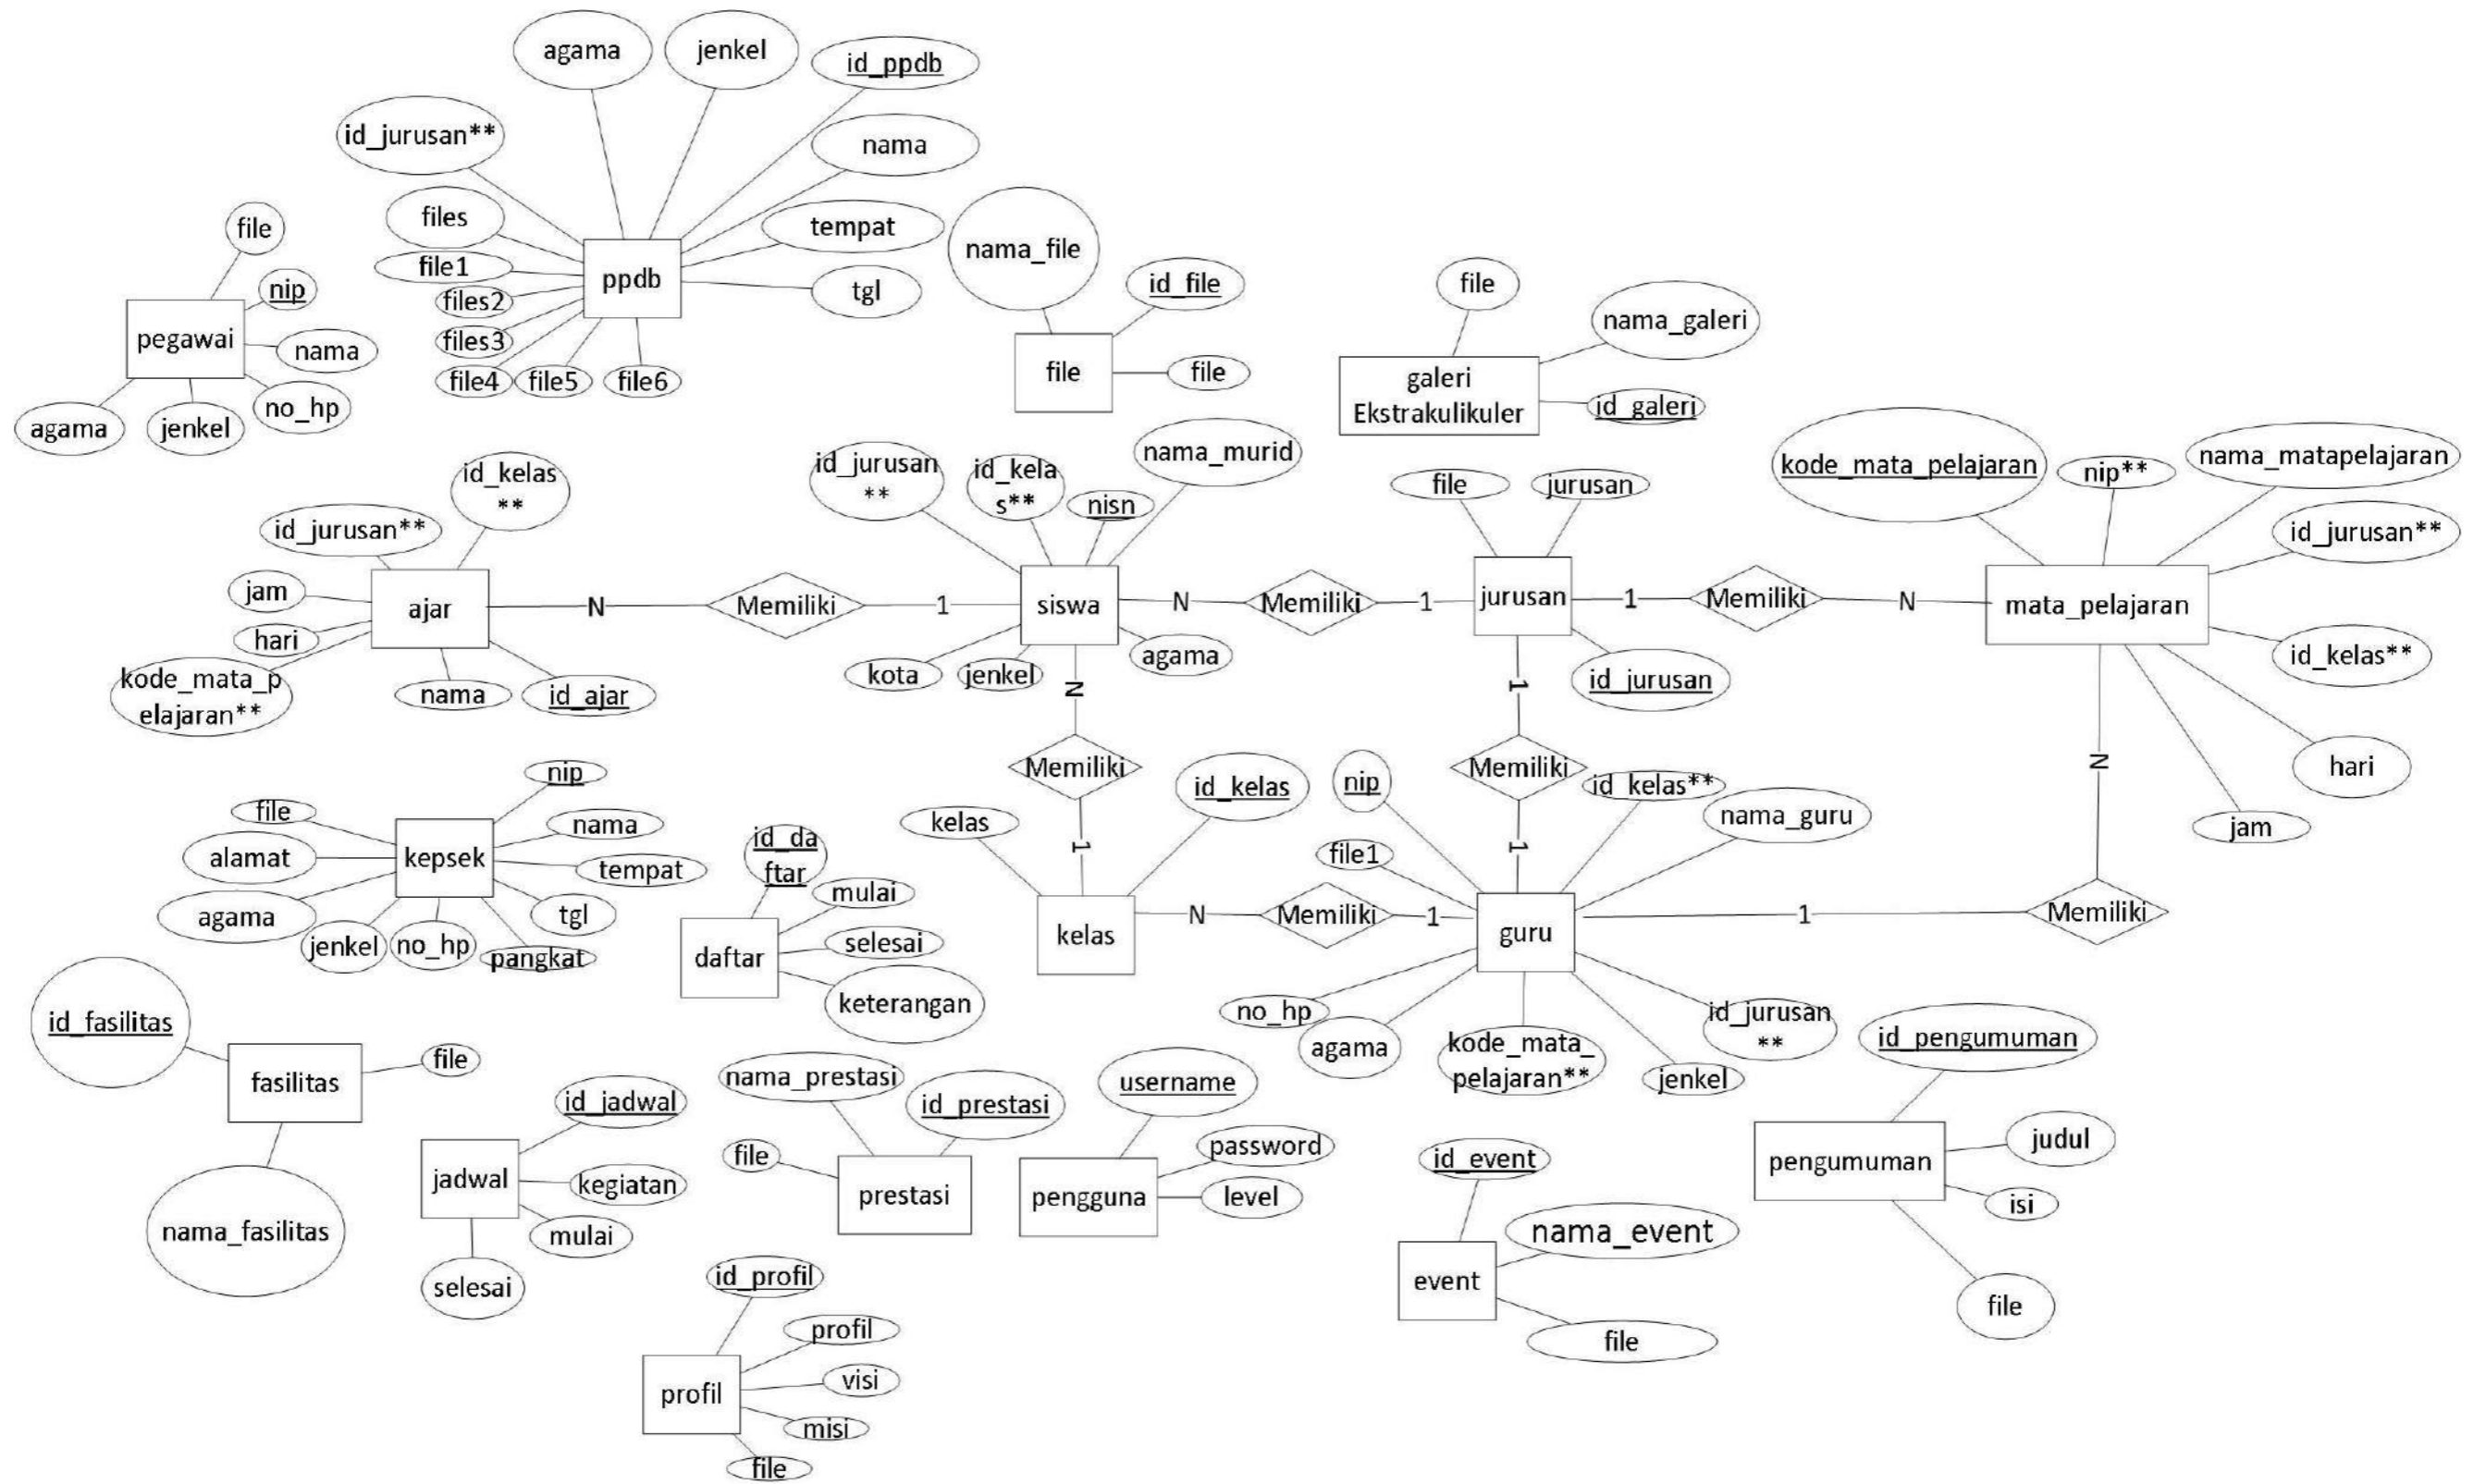 agama
jenkel
id_ppdb
id_jurusan**
nama
files
tempat
file1
ppdb
tgl
files2
files3
file4
file5
file6
file
nip
pegawai
nama
no_hp
agama
jenkel
nama_file
id_file
file
file
file
nama_galeri
galeri
Ekstrakulikuler
id_galeri
id_kelas
**
id_jurusan**
jam
ajar
hari
kode_mata_p
elajaran**
nama
id_ajar
N
Memiliki
1
id_jurusan
**
id_kela
s**
nisn
nama_murid
siswa
kota
jenkel
agama
N
Memiliki
1
file
jurusan
jurusan
id_jurusan
1
Memiliki
N
kode_mata_pelajaran
nip**
nama_matapelajaran
id_jurusan**
mata_pelajaran
id_kelas**
hari
jam
N
Memiliki
1
1
Memiliki
1
N
Memiliki
1
nip
file
nama
alamat
kepsek
tempat
agama
tgl
jenkel
no_hp
pangkat
id_da
ftar
mulai
selesai
daftar
keterangan
kelas
id_kelas
kelas
N
Memiliki
1
nip
id_kelas**
nama_guru
file1
guru
no_hp
agama
kode_mata_
pelajaran**
jenkel
id_jurusan
**
id_fasilitas
file
fasilitas
nama_fasilitas
id_jadwal
jadwal
kegiatan
mulai
selesai
nama_prestasi
id_prestasi
file
prestasi
username
password
pengguna
level
id_event
nama_event
event
file
id_pengumuman
judul
pengumuman
isi
file
id_profil
profil
visi
profil
misi
file